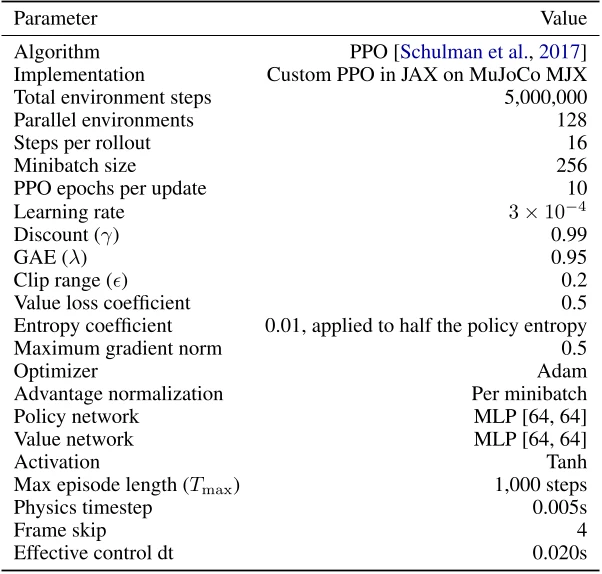 Parameter Value
Algorithm PPO [Schulman et al., 2017]
Implementation Custom PPO in JAX on MuJoCo MJX
Total environment steps 5,000,000
Parallel environments 128
Steps per rollout 16
Minibatch size 256
PPO epochs per update 10
Learning rate 3 × 10⁻⁴
Discount (γ) 0.99
GAE (λ) 0.95
Clip range (ϵ) 0.2
Value loss coefficient 0.5
Entropy coefficient 0.01, applied to half the policy entropy
Maximum gradient norm 0.5
Optimizer Adam
Advantage normalization Per minibatch
Policy network MLP [64, 64]
Value network MLP [64, 64]
Activation Tanh
Max episode length (Tmax) 1,000 steps
Physics timestep 0.005s
Frame skip 4
Effective control dt 0.020s